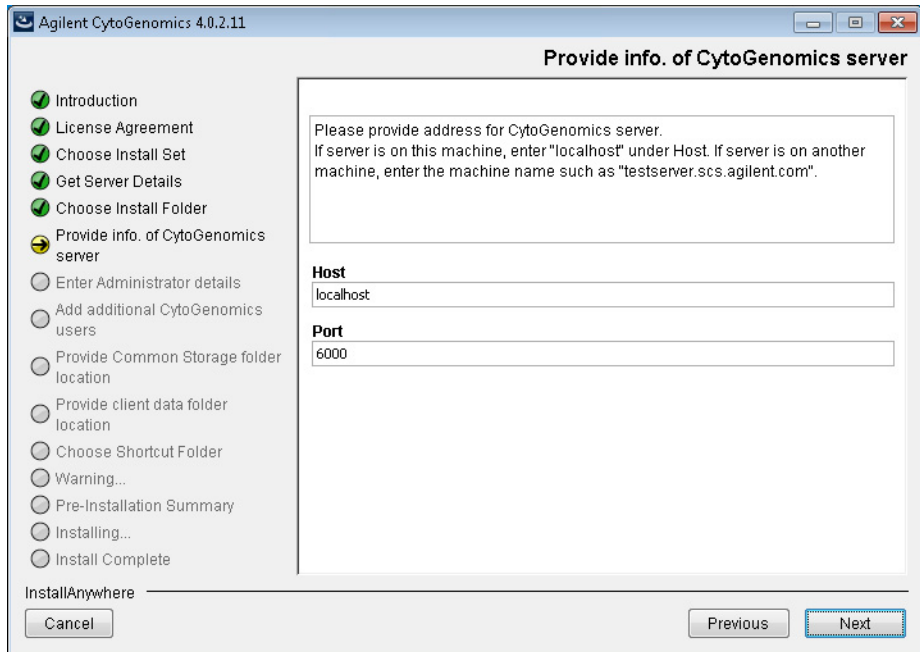 Agilent CytoGenomics 4.0.2.11
Provide info. of CytoGenomics server
Introduction
License Agreement
Choose Install Set
Get Server Details
Choose Install Folder
Provide info. of CytoGenomics
server
Enter Administrator details
Add additional CytoGenomics
users
Provide Common Storage folder
location
Provide client data folder
location
Choose Shortcut Folder
Warning...
Pre-Installation Summary
Installing...
Install Complete
Please provide address for CytoGenomics server.
If server is on this machine, enter "localhost" under Host. If server is on another
machine, enter the machine name such as "testserver.scs.agilent.com".
Host
localhost
Port
6000
InstallAnywhere
Cancel
Previous
Next